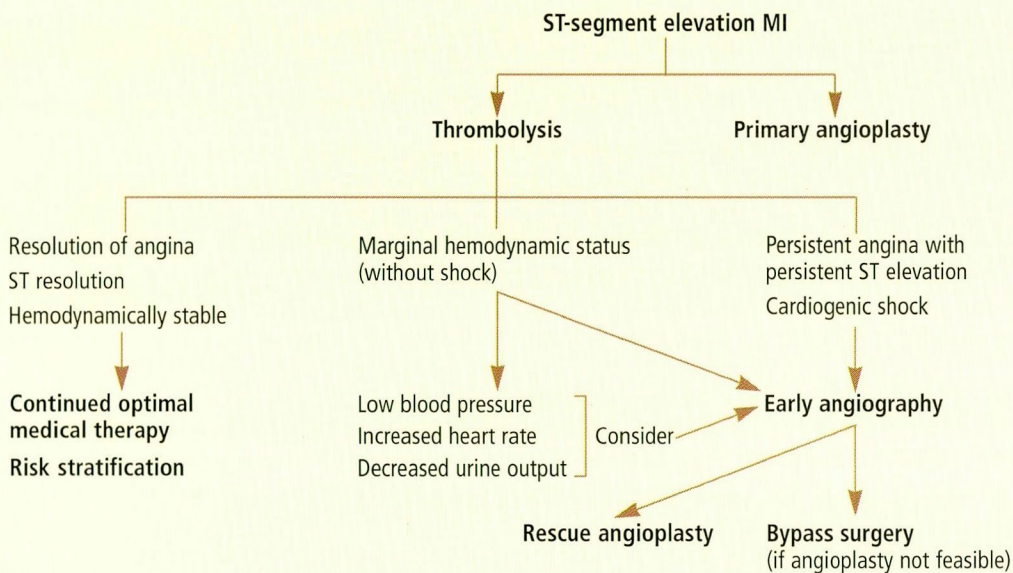 ST-segment elevation MI
Thrombolysis
Primary angioplasty
Resolution of angina
ST resolution
Hemodynamically stable
Marginal hemodynamic status
(without shock)
Persistent angina with
persistent ST elevation
Cardiogenic shock
Continued optimal
medical therapy
Risk stratification
Low blood pressure
Increased heart rate
Decreased urine output
Consider
Early angiography
Rescue angioplasty
Bypass surgery
(if angioplasty not feasible)